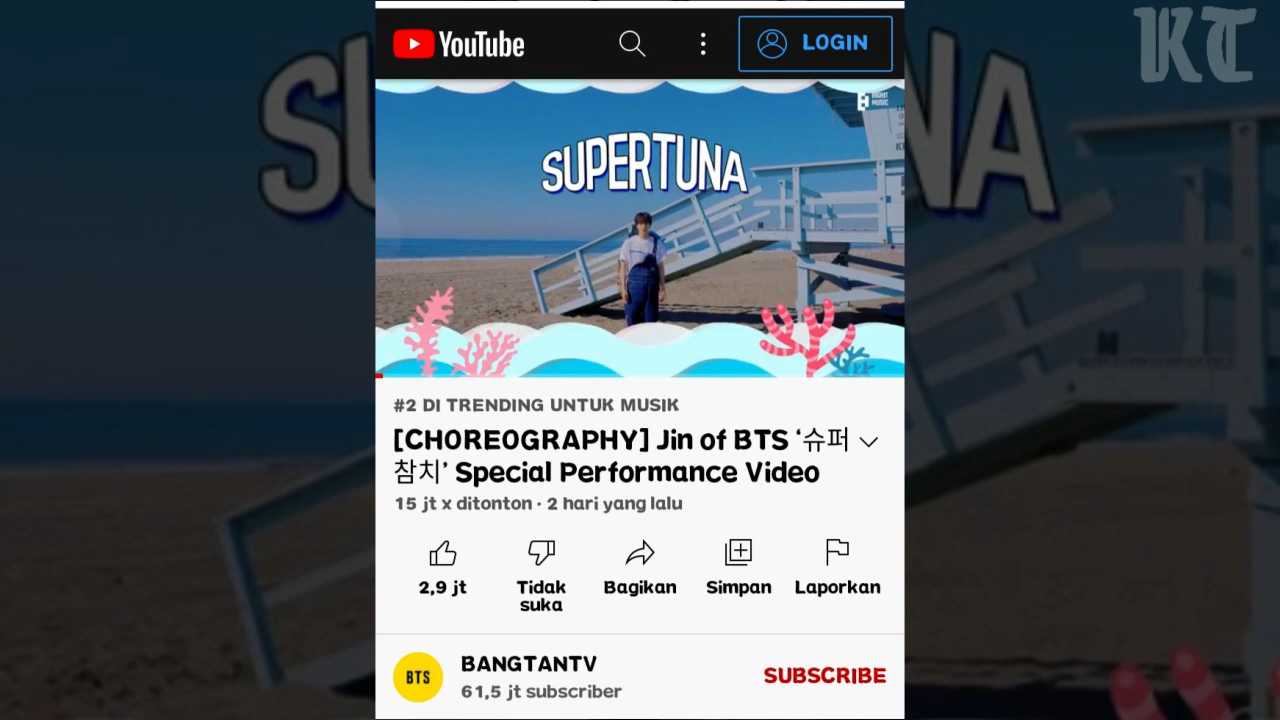 KT
YouTube
LOGIN
BIGHIT MUSIC
SUPERTUNA
#2 DI TRENDING UNTUK MUSIK
[CHOREOGRAPHY] Jin of BTS ‘슈퍼
참치’ Special Performance Video
15 jt x ditonton · 2 hari yang lalu
2,9 jt
Tidak suka
Bagikan
Simpan
Laporkan
BTS
BANGTANTV
61,5 jt subscriber
SUBSCRIBE